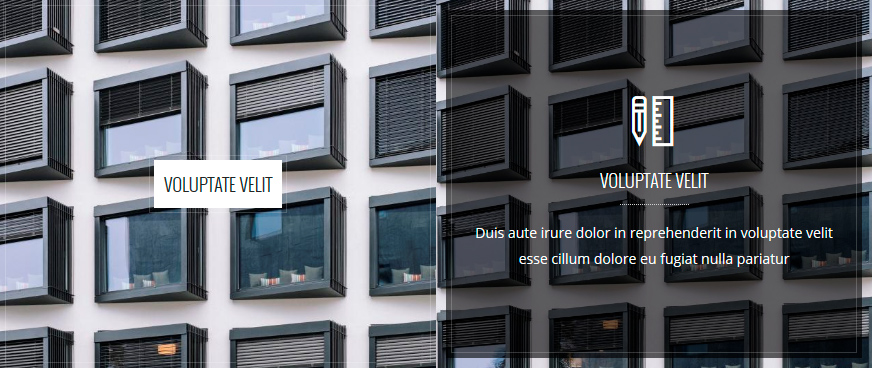 VOLUPTATE VELIT
VOLUPTATE VELIT
Duis aute irure dolor in reprehenderit in voluptate velit
esse cillum dolore eu fugiat nulla pariatur